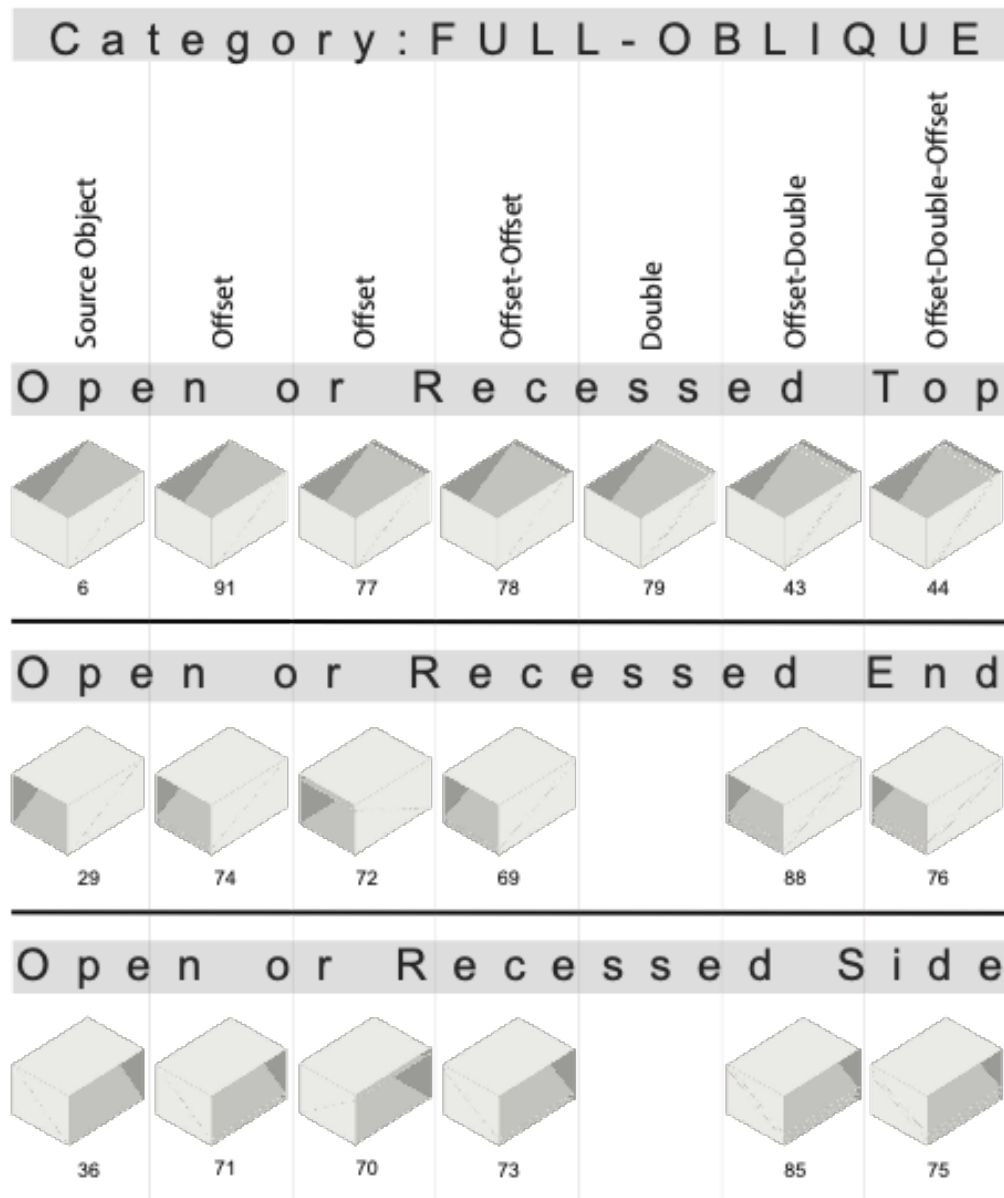 Category: FULL-OBLIQUE
Source Object
Offset
Offset
Offset-Offset
Double
Offset-Double
Offset-Double-Offset
Open or Recessed Top
6 91 77 78 79 43 44
Open or Recessed End
29 74 72 69 88 76
Open or Recessed Side
36 71 70 73 85 75